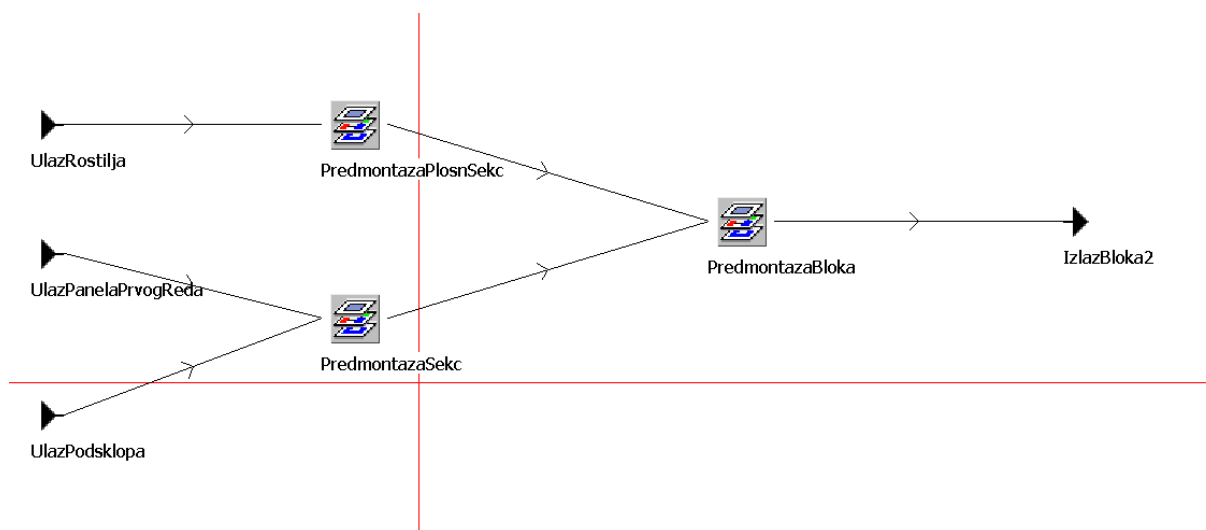 UlazRostilja
PredmontazaPlosnSekc
UlazPanelaPrvogReda
PredmontazaBloka
IzlazBloka2
PredmontazaSekc
UlazPodsklopa